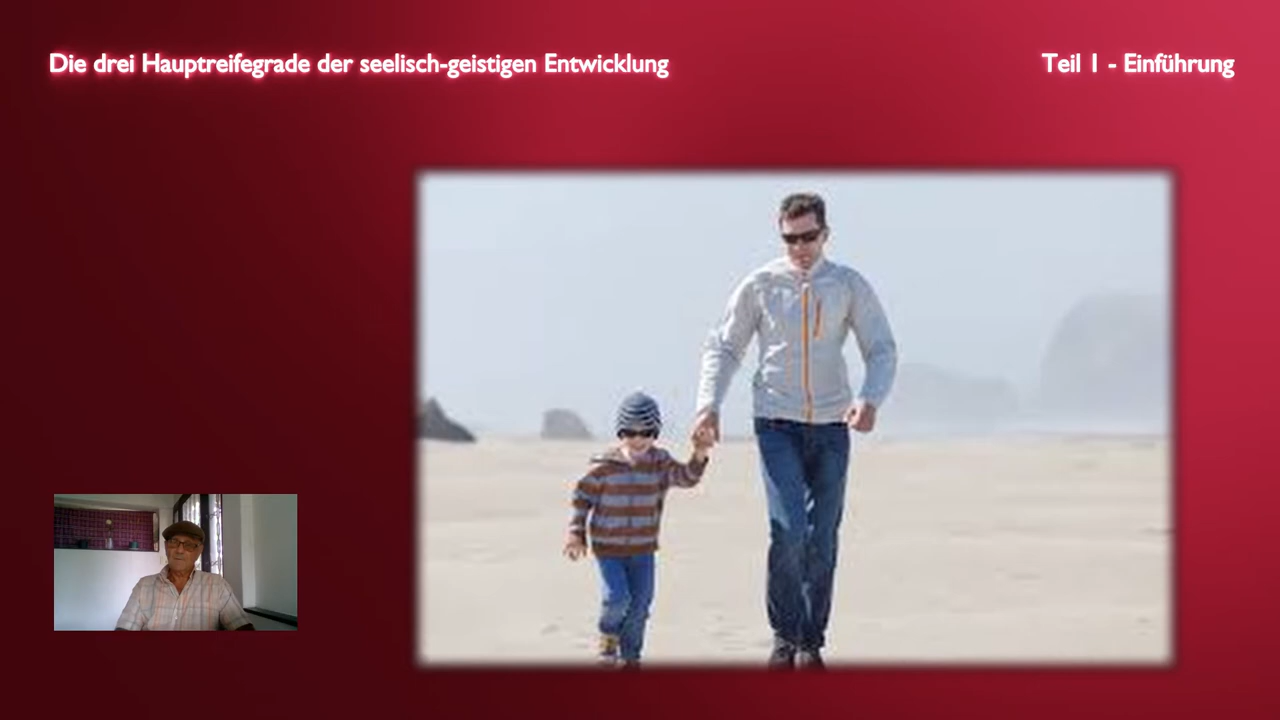 Die drei Hauptreifegrade der seelisch-geistigen Entwicklung
Teil 1 - Einführung